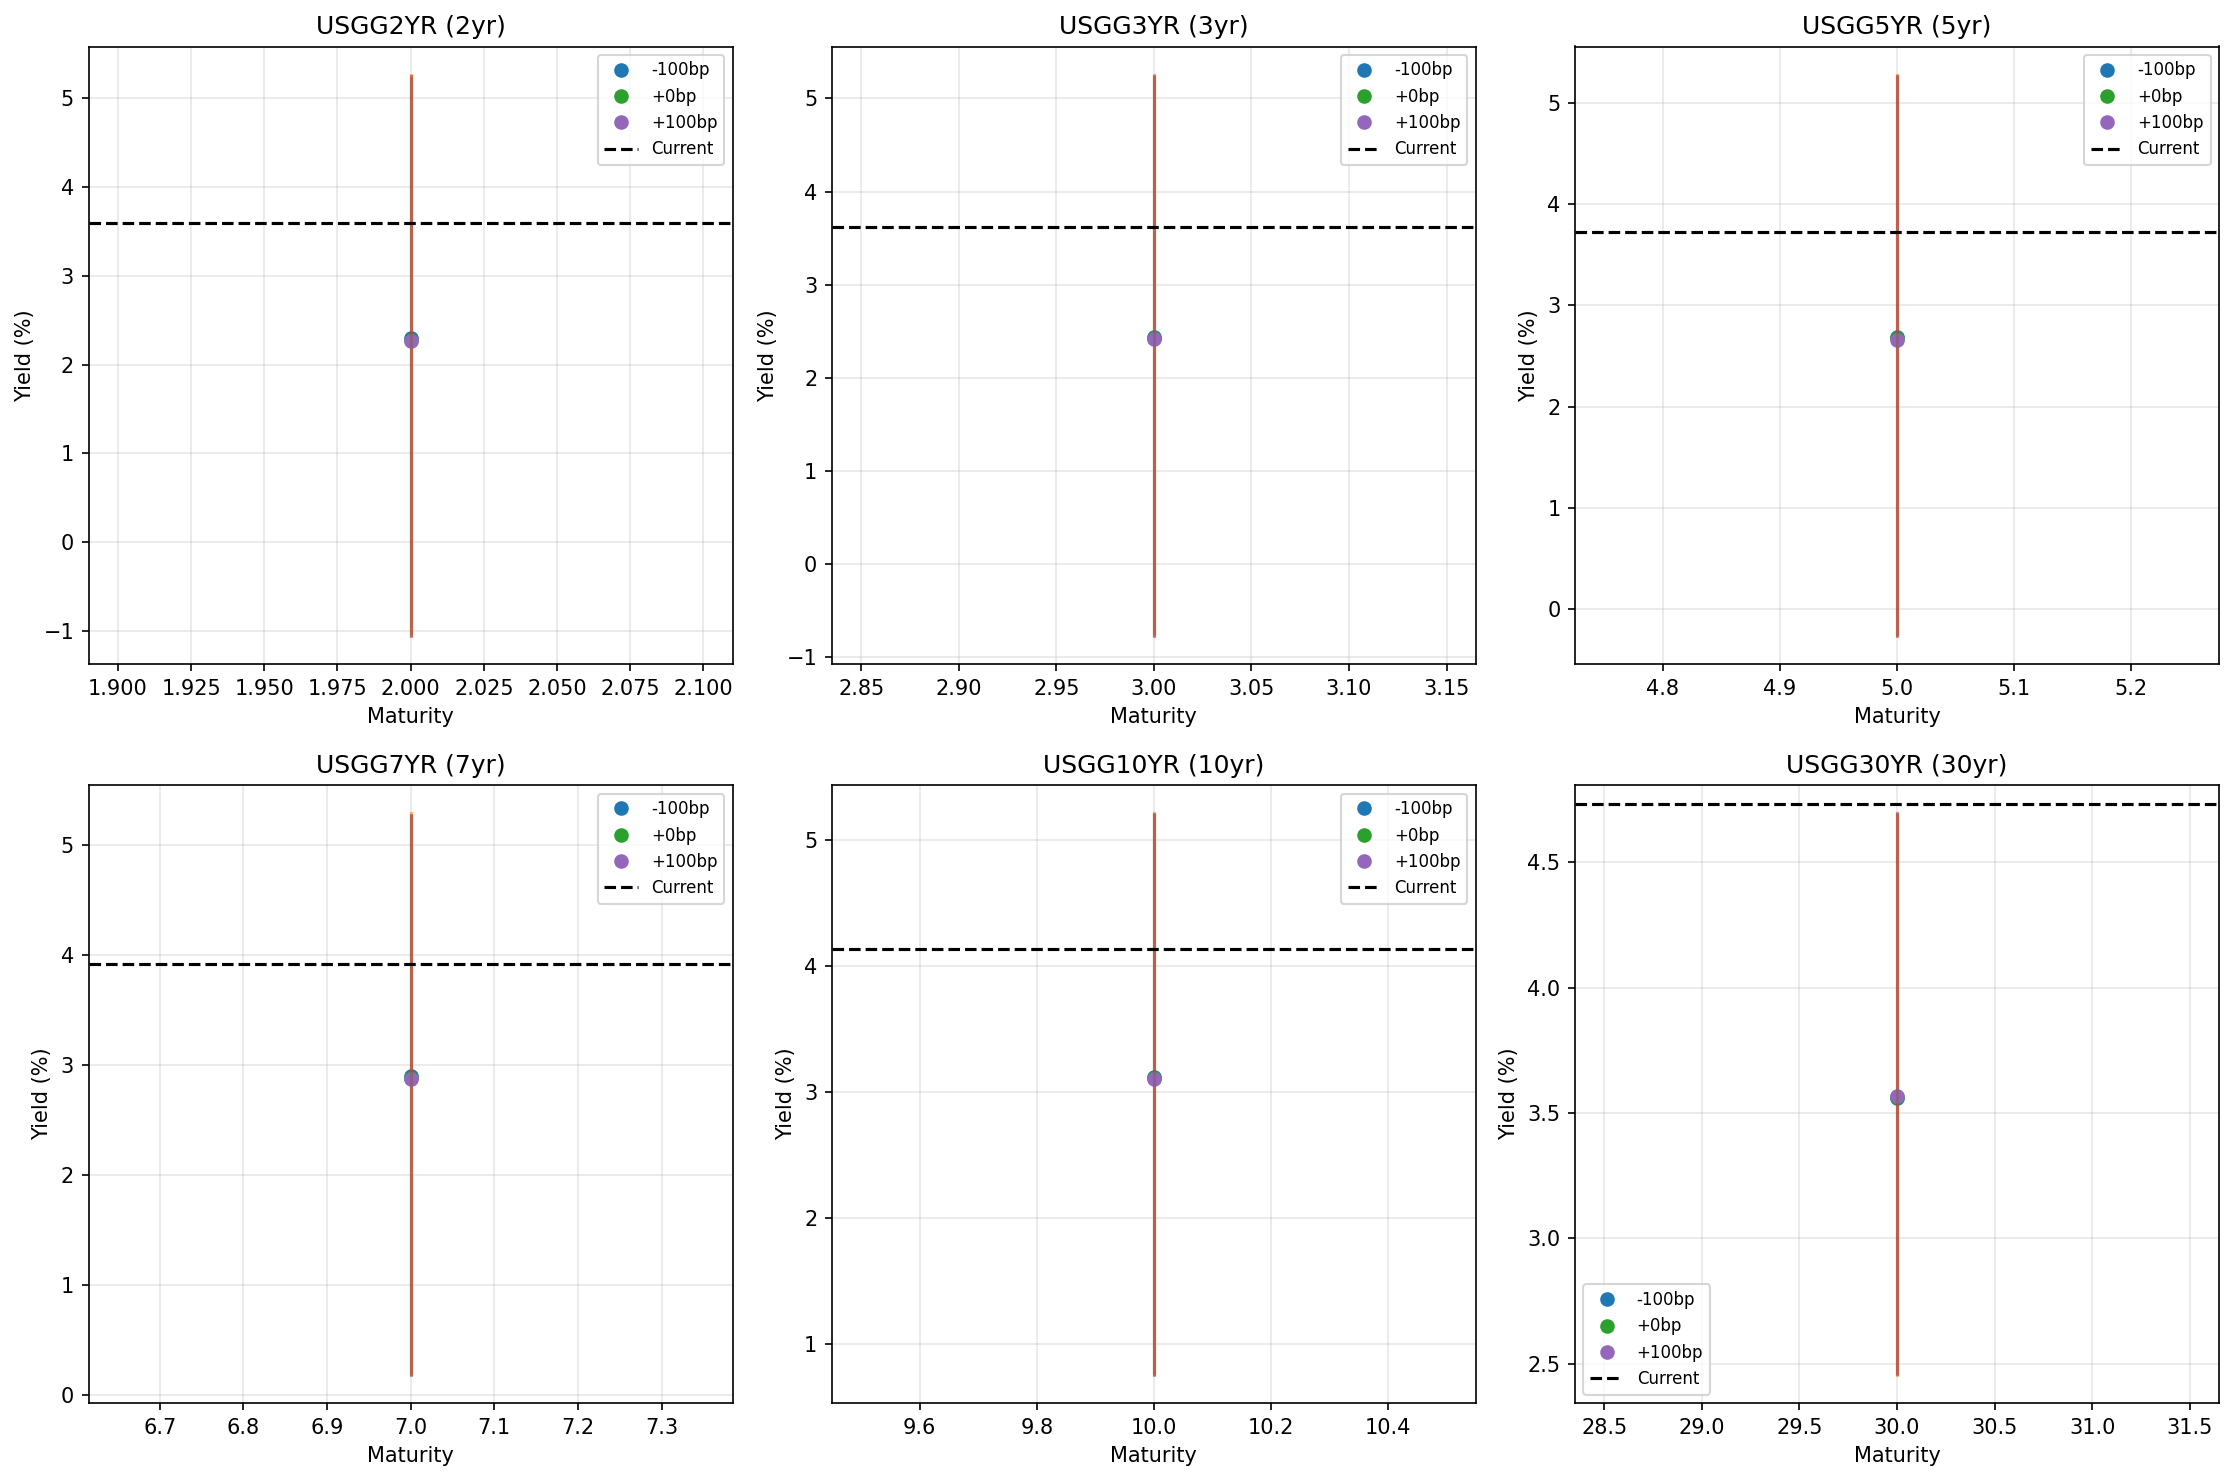 USGG2YR (2yr)
-100bp
+0bp
+100bp
Current
5
4
3
2
1
0
−1
Yield (%)
1.900 1.925 1.950 1.975 2.000 2.025 2.050 2.075 2.100
Maturity
USGG3YR (3yr)
-100bp
+0bp
+100bp
Current
5
4
3
2
1
0
−1
Yield (%)
2.85 2.90 2.95 3.00 3.05 3.10 3.15
Maturity
USGG5YR (5yr)
-100bp
+0bp
+100bp
Current
5
4
3
2
1
0
Yield (%)
4.8 4.9 5.0 5.1 5.2
Maturity
USGG7YR (7yr)
-100bp
+0bp
+100bp
Current
5
4
3
2
1
0
Yield (%)
6.7 6.8 6.9 7.0 7.1 7.2 7.3
Maturity
USGG10YR (10yr)
-100bp
+0bp
+100bp
Current
5
4
3
2
1
Yield (%)
9.6 9.8 10.0 10.2 10.4
Maturity
USGG30YR (30yr)
4.5
4.0
3.5
3.0
2.5
Yield (%)
-100bp
+0bp
+100bp
Current
28.5 29.0 29.5 30.0 30.5 31.0 31.5
Maturity